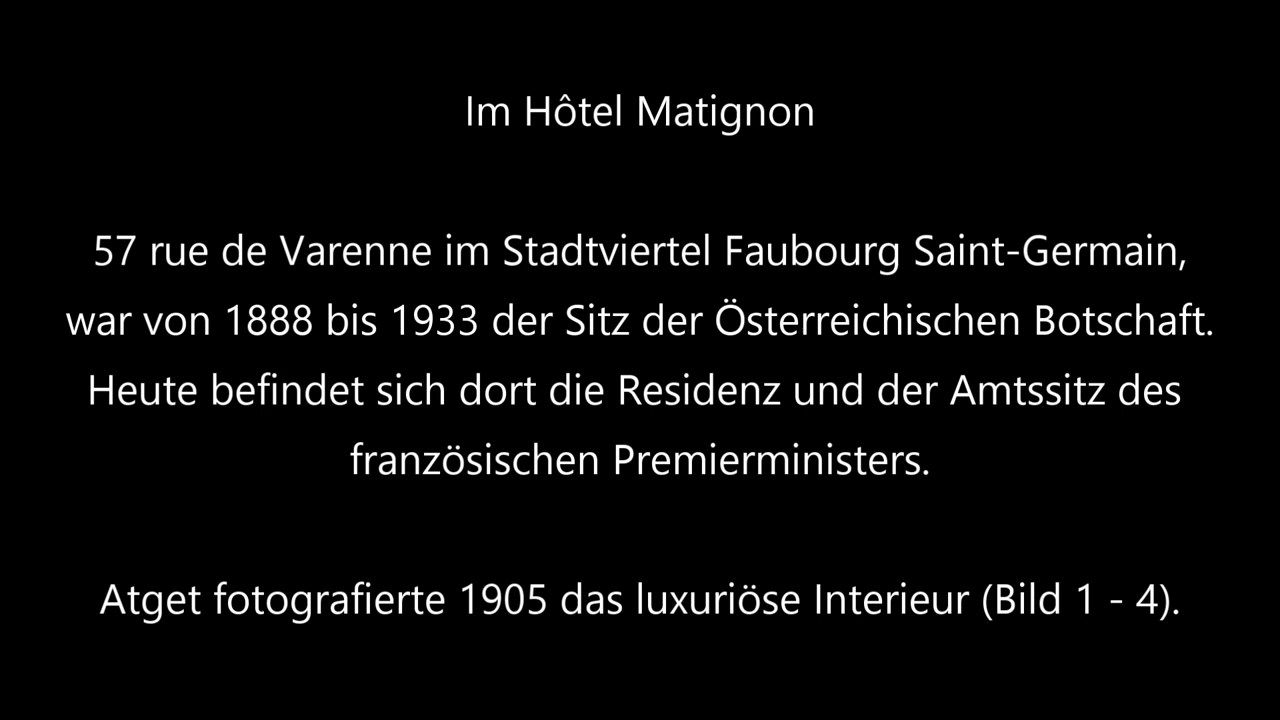 Im Hôtel Matignon
57 rue de Varenne im Stadtviertel Faubourg Saint-Germain,
war von 1888 bis 1933 der Sitz der Österreichischen Botschaft.
Heute befindet sich dort die Residenz und der Amtssitz des
französischen Premierministers.
Atget fotografierte 1905 das luxuriöse Interieur (Bild 1 - 4).